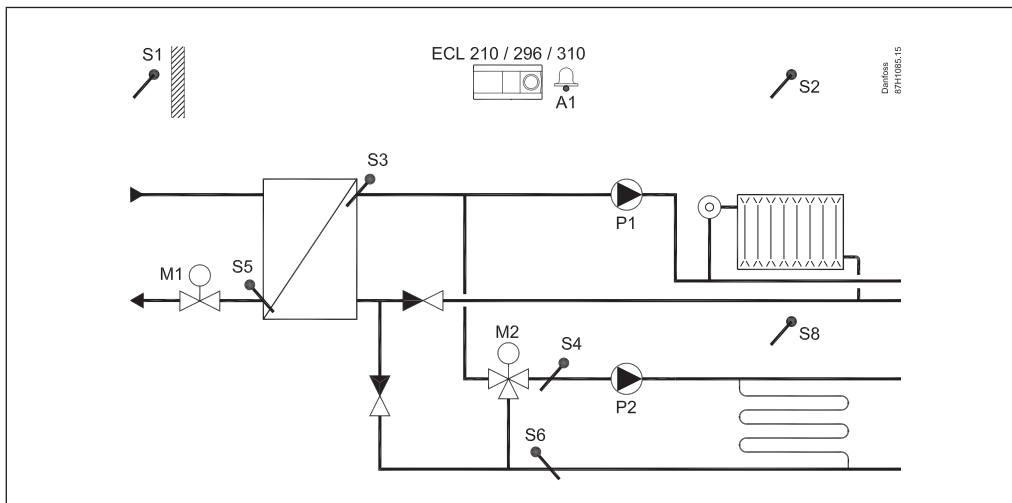 S1
ECL 210 / 296 / 310
A1
S2
Danfoss
87H1085.15
S3
P1
M1
S5
M2
S4
S8
P2
S6